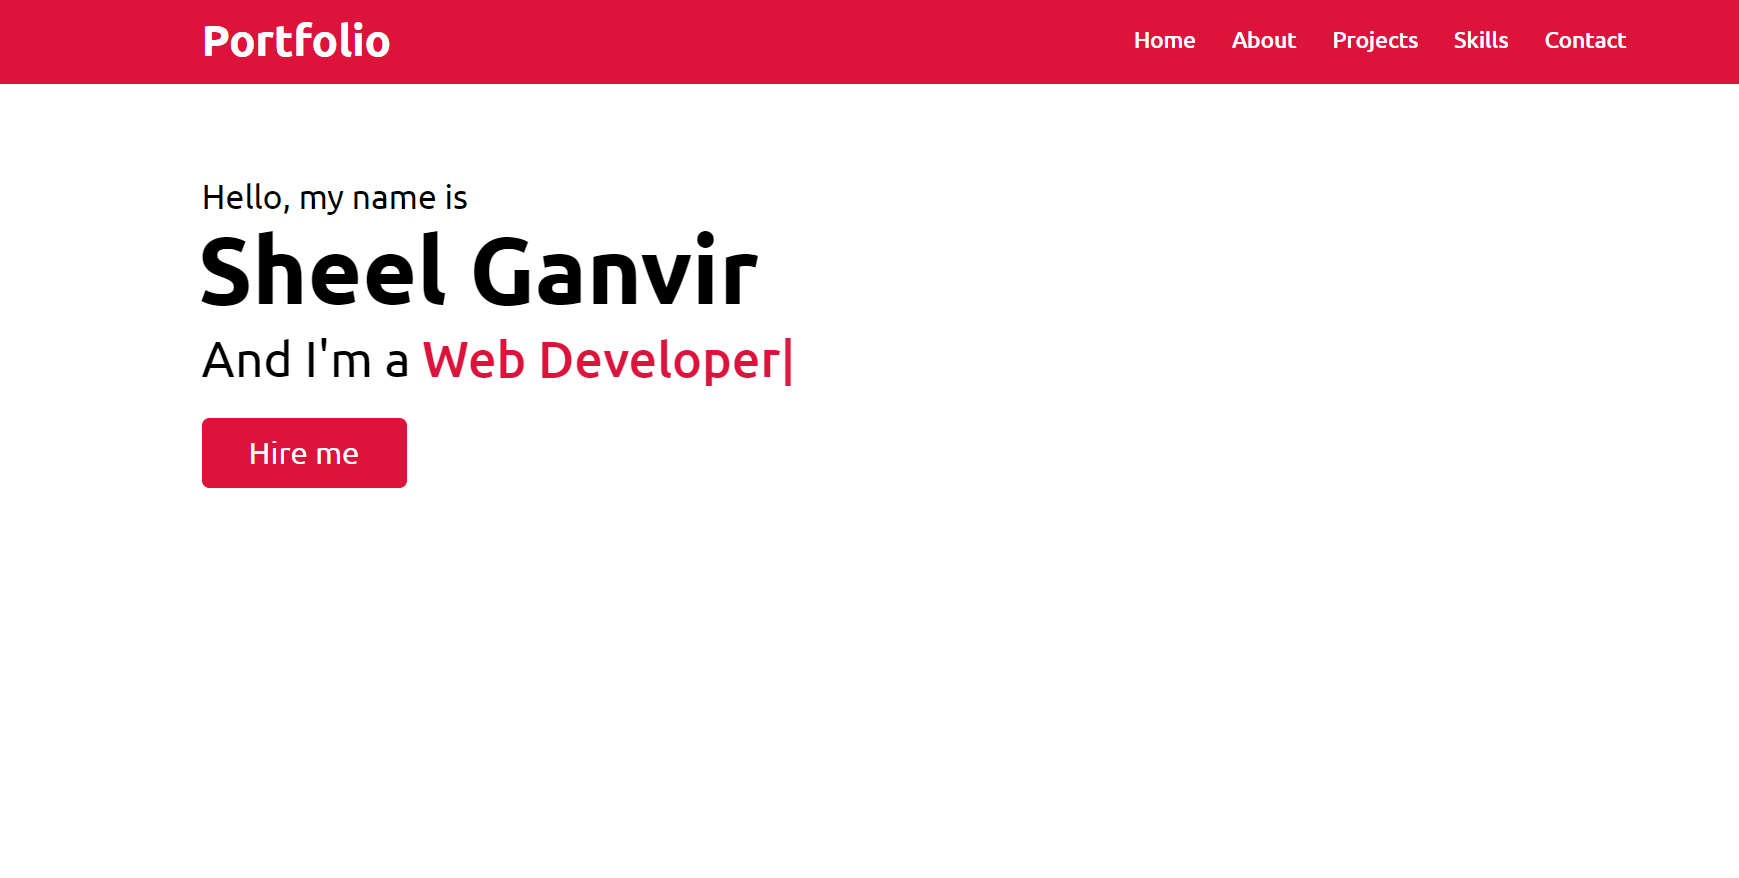 Portfolio
Home About Projects Skills Contact
Hello, my name is
Sheel Ganvir
And I'm a Web Developer|
Hire me